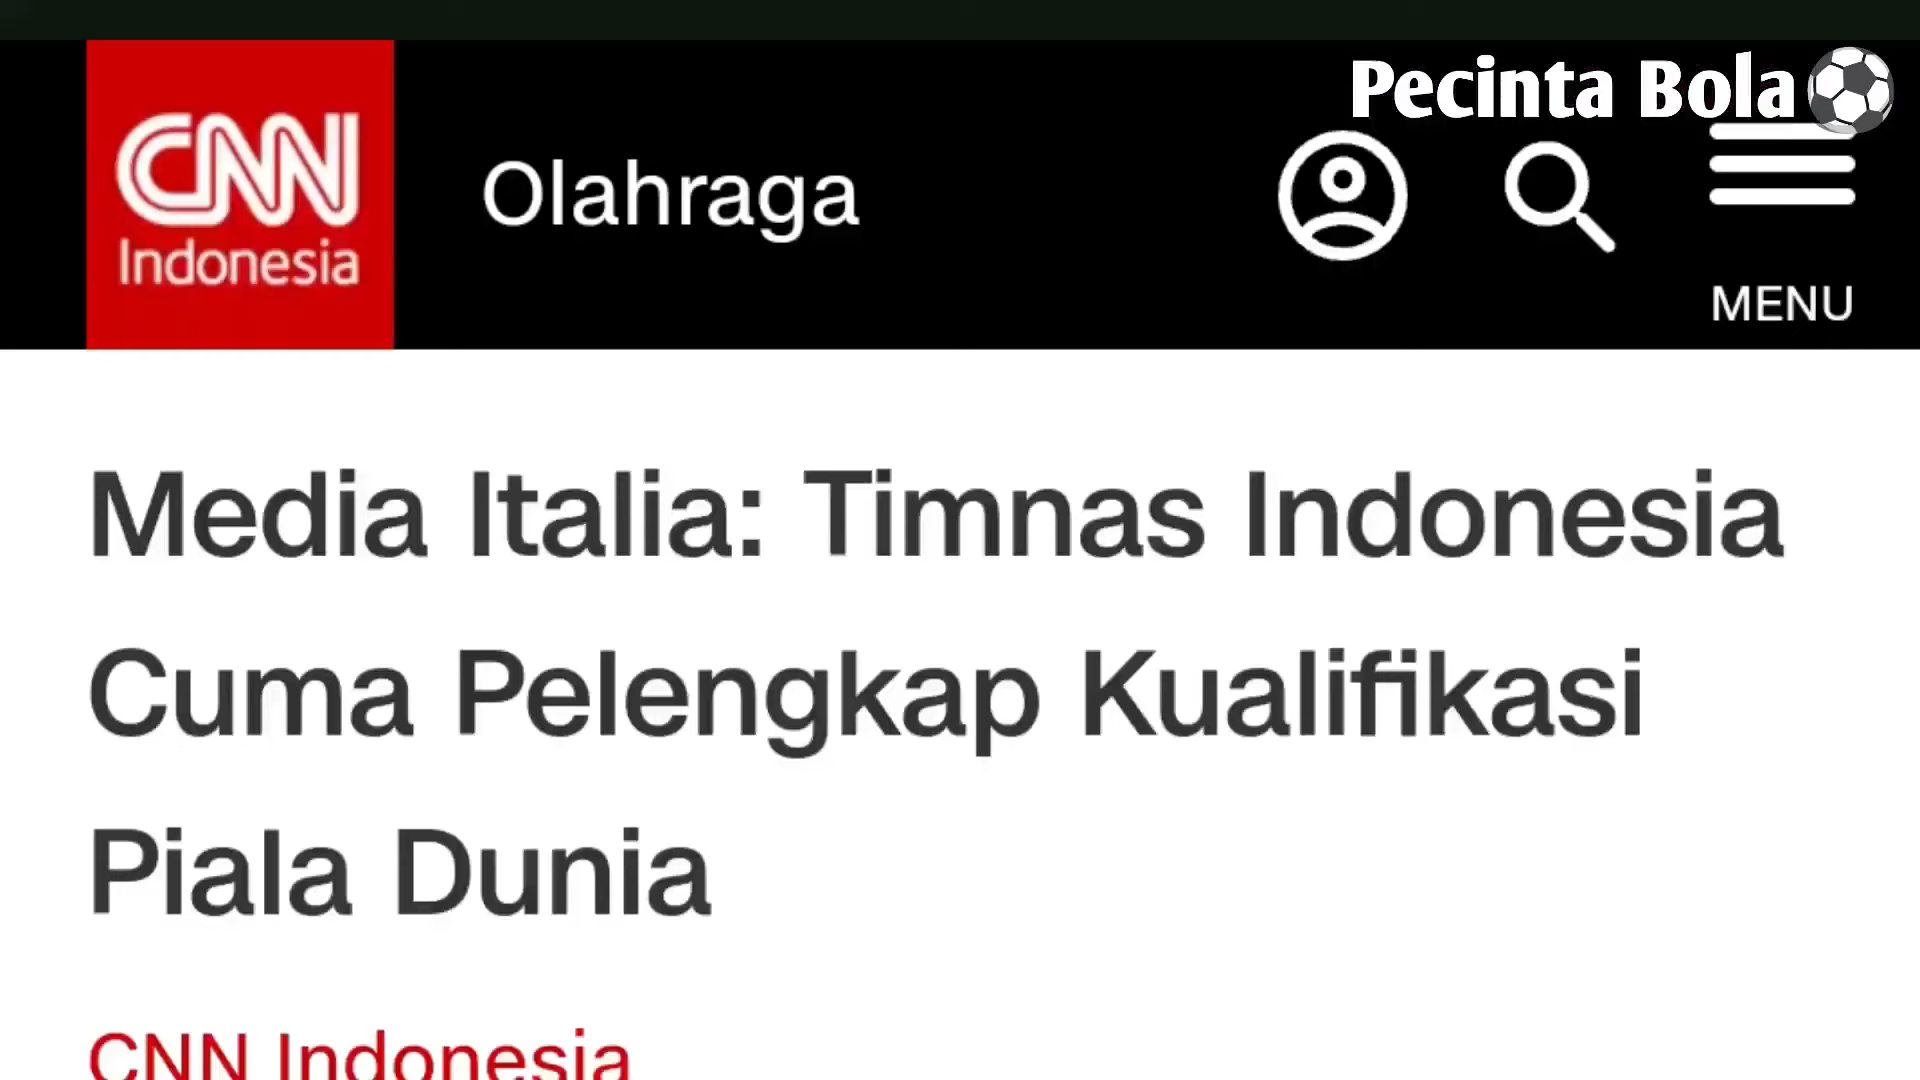 Pecinta Bola
CNN
Indonesia
Olahraga
MENU
Media Italia: Timnas Indonesia
Cuma Pelengkap Kualifikasi
Piala Dunia
CNN Indonesia